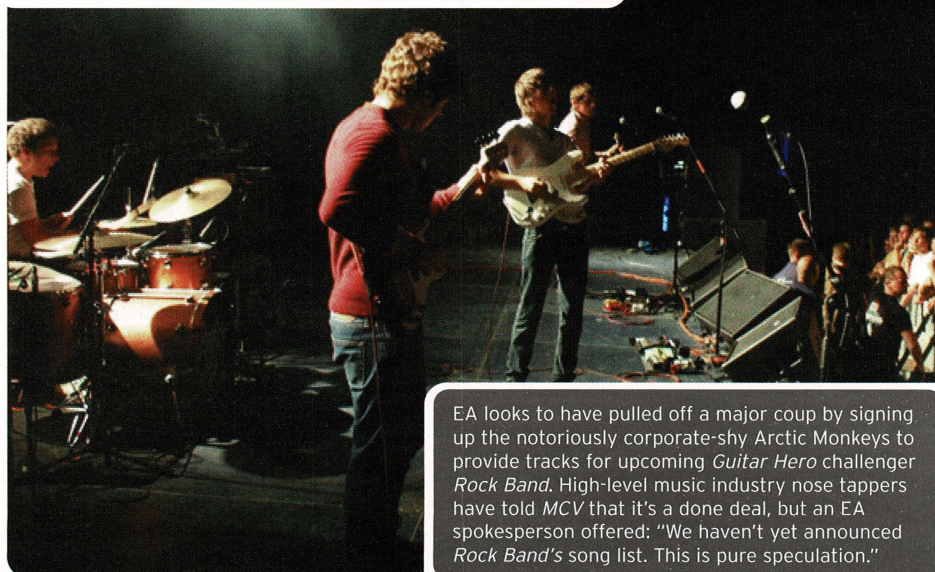 EA looks to have pulled off a major coup by signing
up the notoriously corporate-shy Arctic Monkeys to
provide tracks for upcoming Guitar Hero challenger
Rock Band. High-level music industry nose tappers
have told MCV that it's a done deal, but an EA
spokesperson offered: "We haven't yet announced
Rock Band's song list. This is pure speculation."